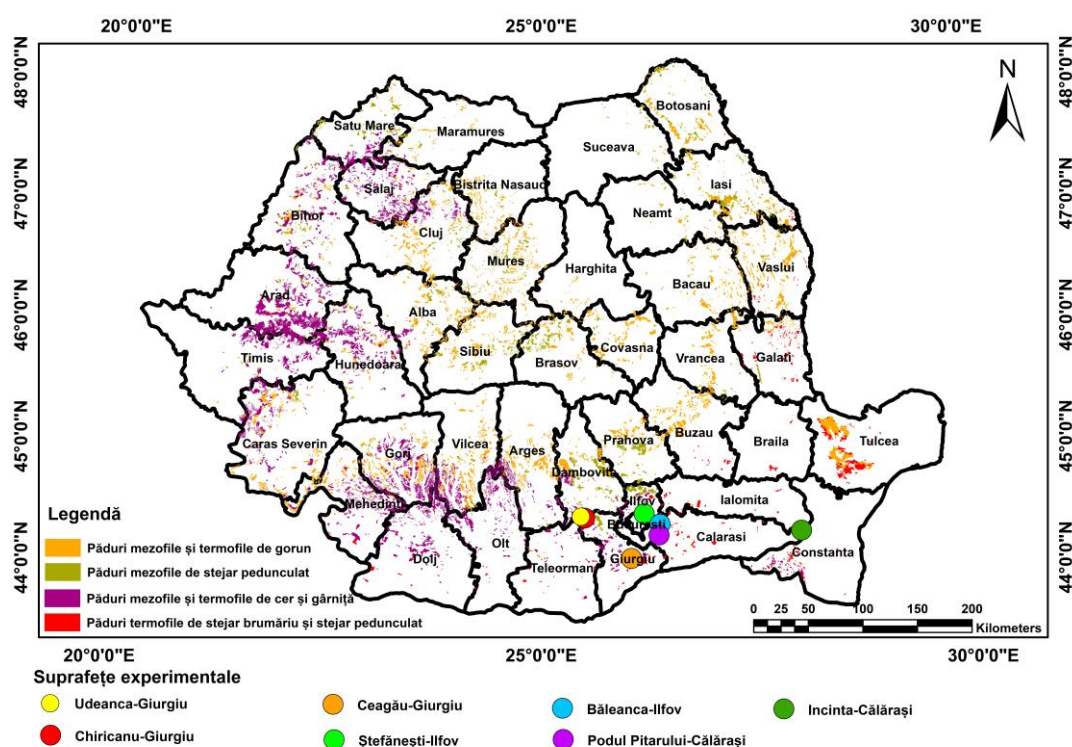 20°0'0"E 25°0'0"E 30°0'0"E
48°0'0"N 48°0'0"N
N
Botosani
Satu Mare
Maramures
Suceava
47°0'0"N 47°0'0"N
Salaj
Bistrita Nasaud
Iasi
Neamt
Bihor
Cluj
Mures
Harghita
Bacau
Vaslui
46°0'0"N 46°0'0"N
Arad
Alba
Timis
Hunedoara
Sibiu
Brasov
Covasna
Vrancea
Galati
45°0'0"N 45°0'0"N
Caras Severin
Gorj
Vilcea
Arges
Prahova
Buzau
Braila
Tulcea
Dambovita
Mehedinti
Ilfov
Ialomita
Bucuresti
Olt
Calarasi
Constanta
44°0'0"N 44°0'0"N
Dolj
Teleorman
Giurgiu
Legendă
Păduri mezofile și termofile de gorun
Păduri mezofile de stejar pedunculat
Păduri mezofile și termofile de cer și gârniță
Păduri termofile de stejar brumăriu și stejar pedunculat
0 25 50 100 150 200
Kilometers
20°0'0"E 25°0'0"E 30°0'0"E
Suprafețe experimentale
Udeanca-Giurgiu Ceagău-Giurgiu Băleanca-Ilfov Incinta-Călărași
Chiricanu-Giurgiu Ștefănești-Ilfov Podul Pitarului-Călărași